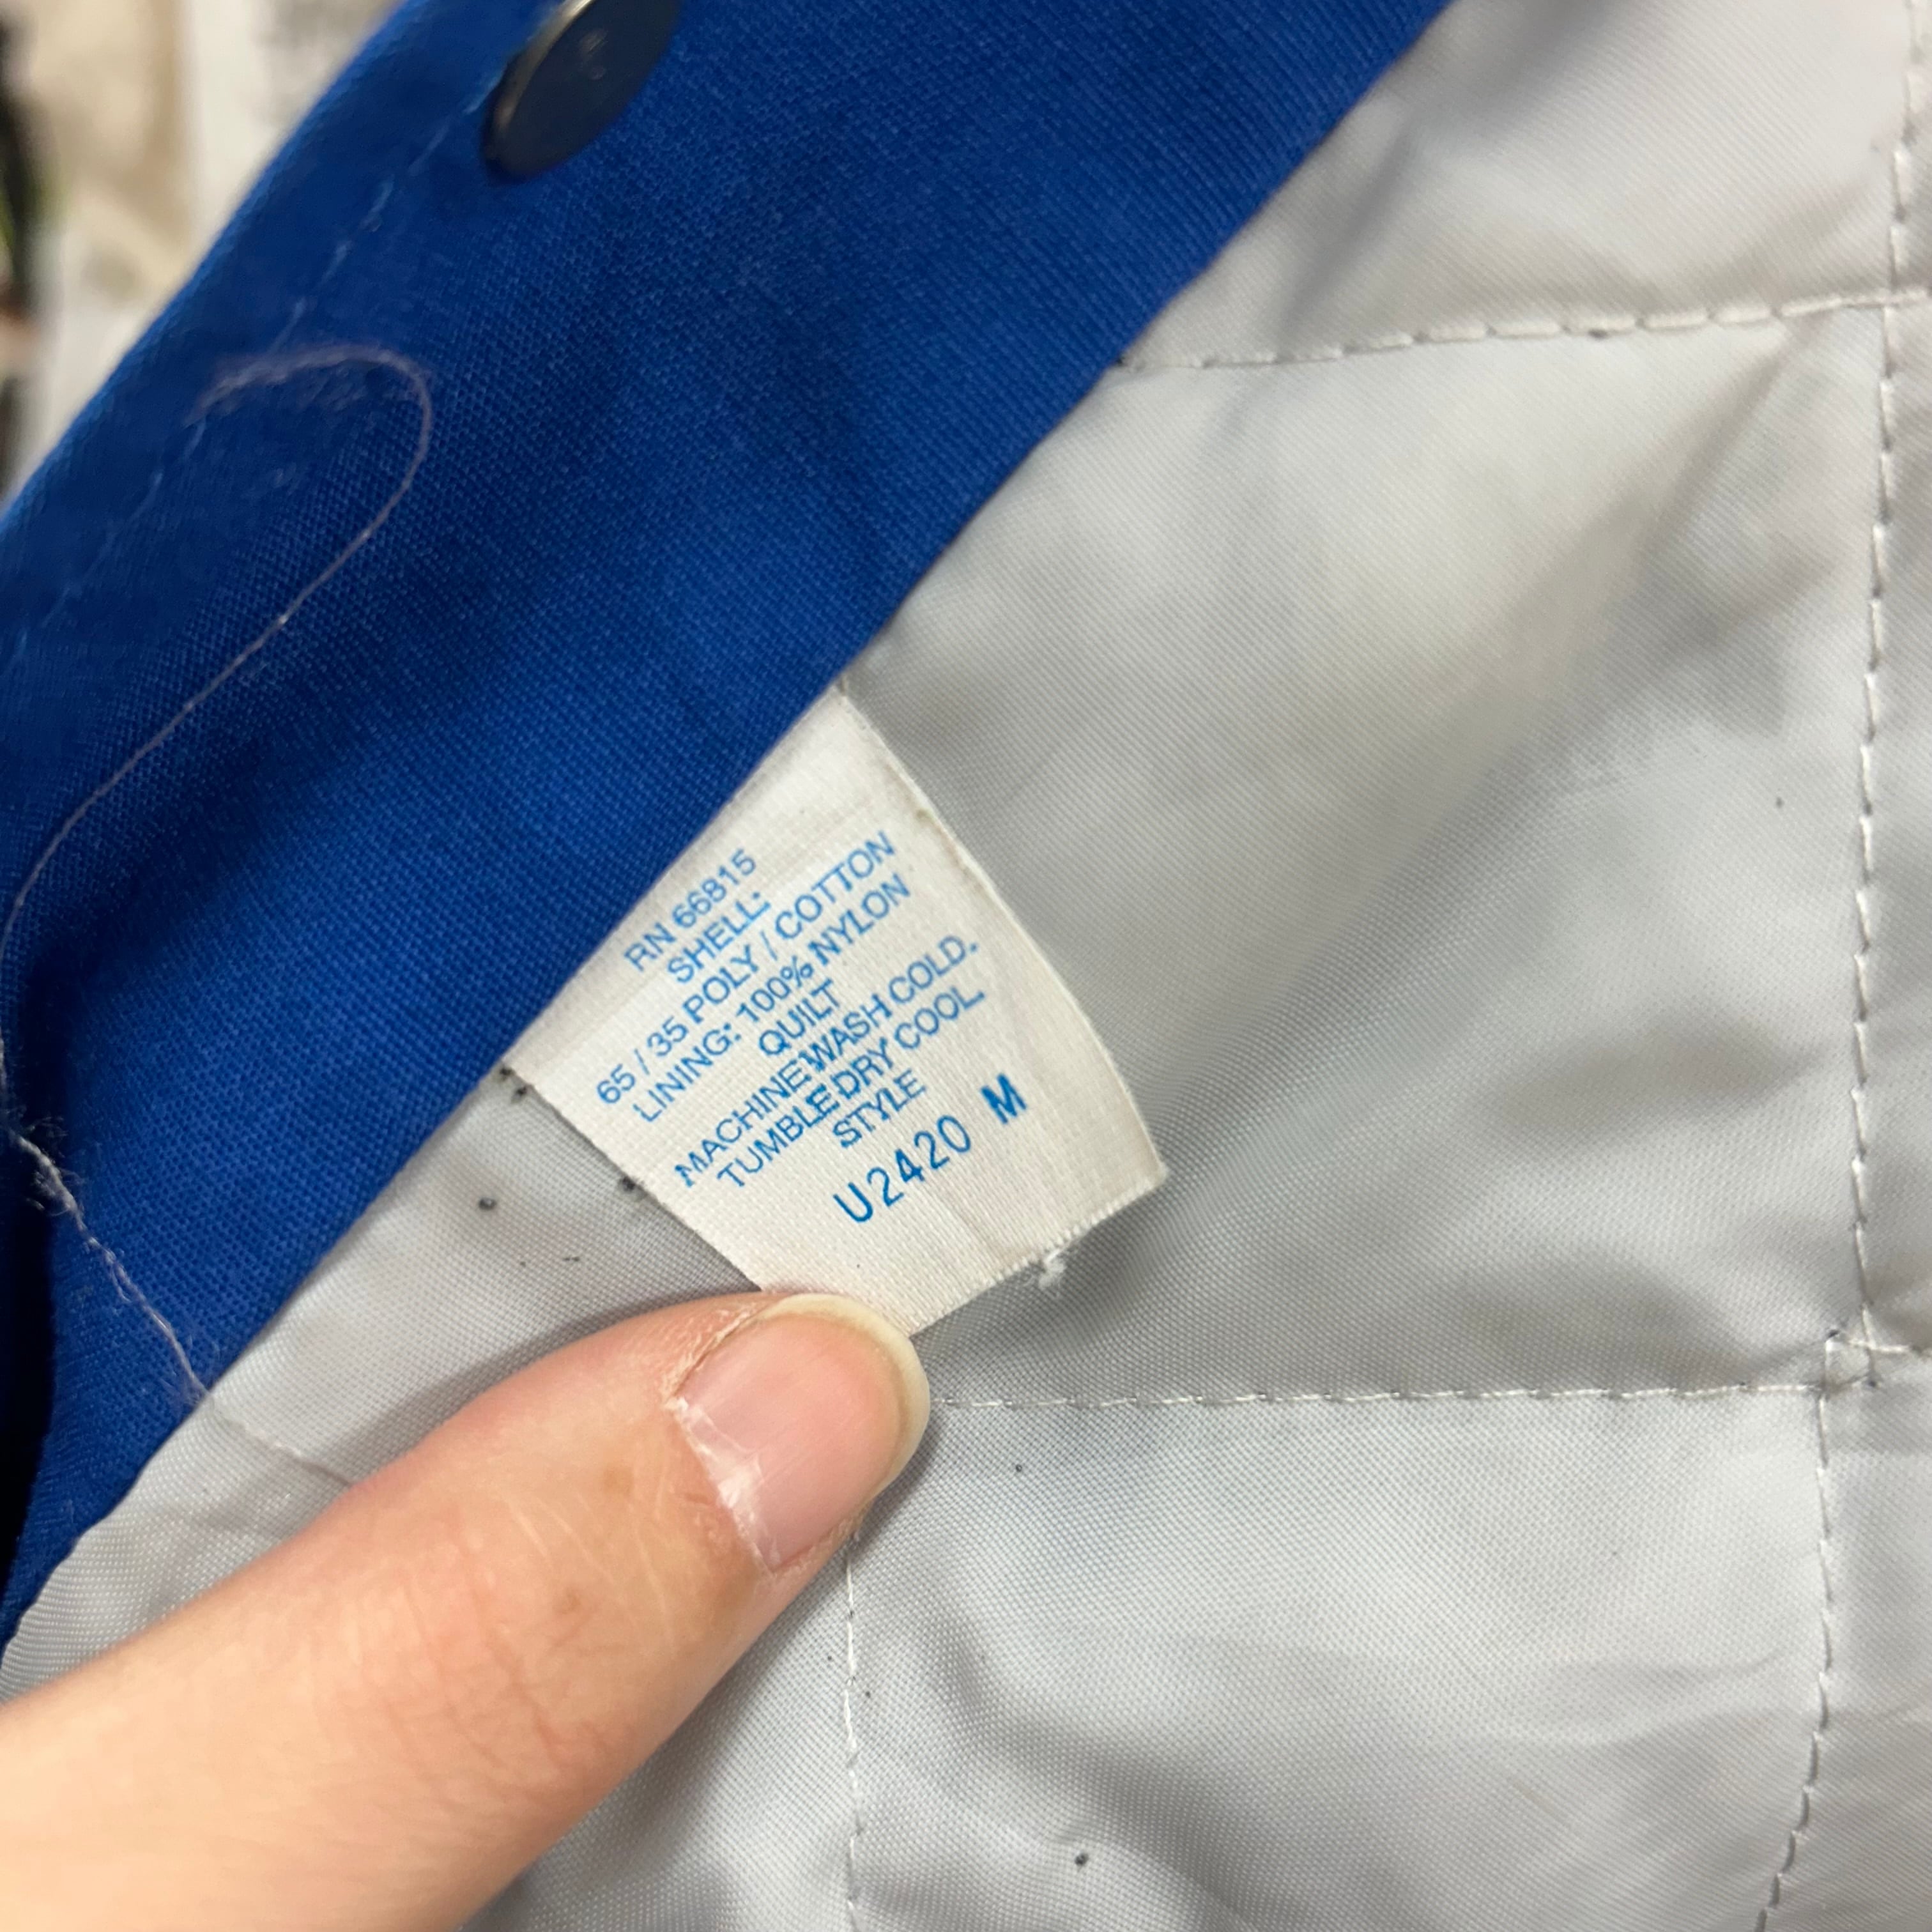 RN 66815
SHELL:
65 / 35 POLY / COTTON
LINING: 100% NYLON
QUILT
MACHINE WASH COLD.
TUMBLE DRY COOL.
STYLE
U2420 M